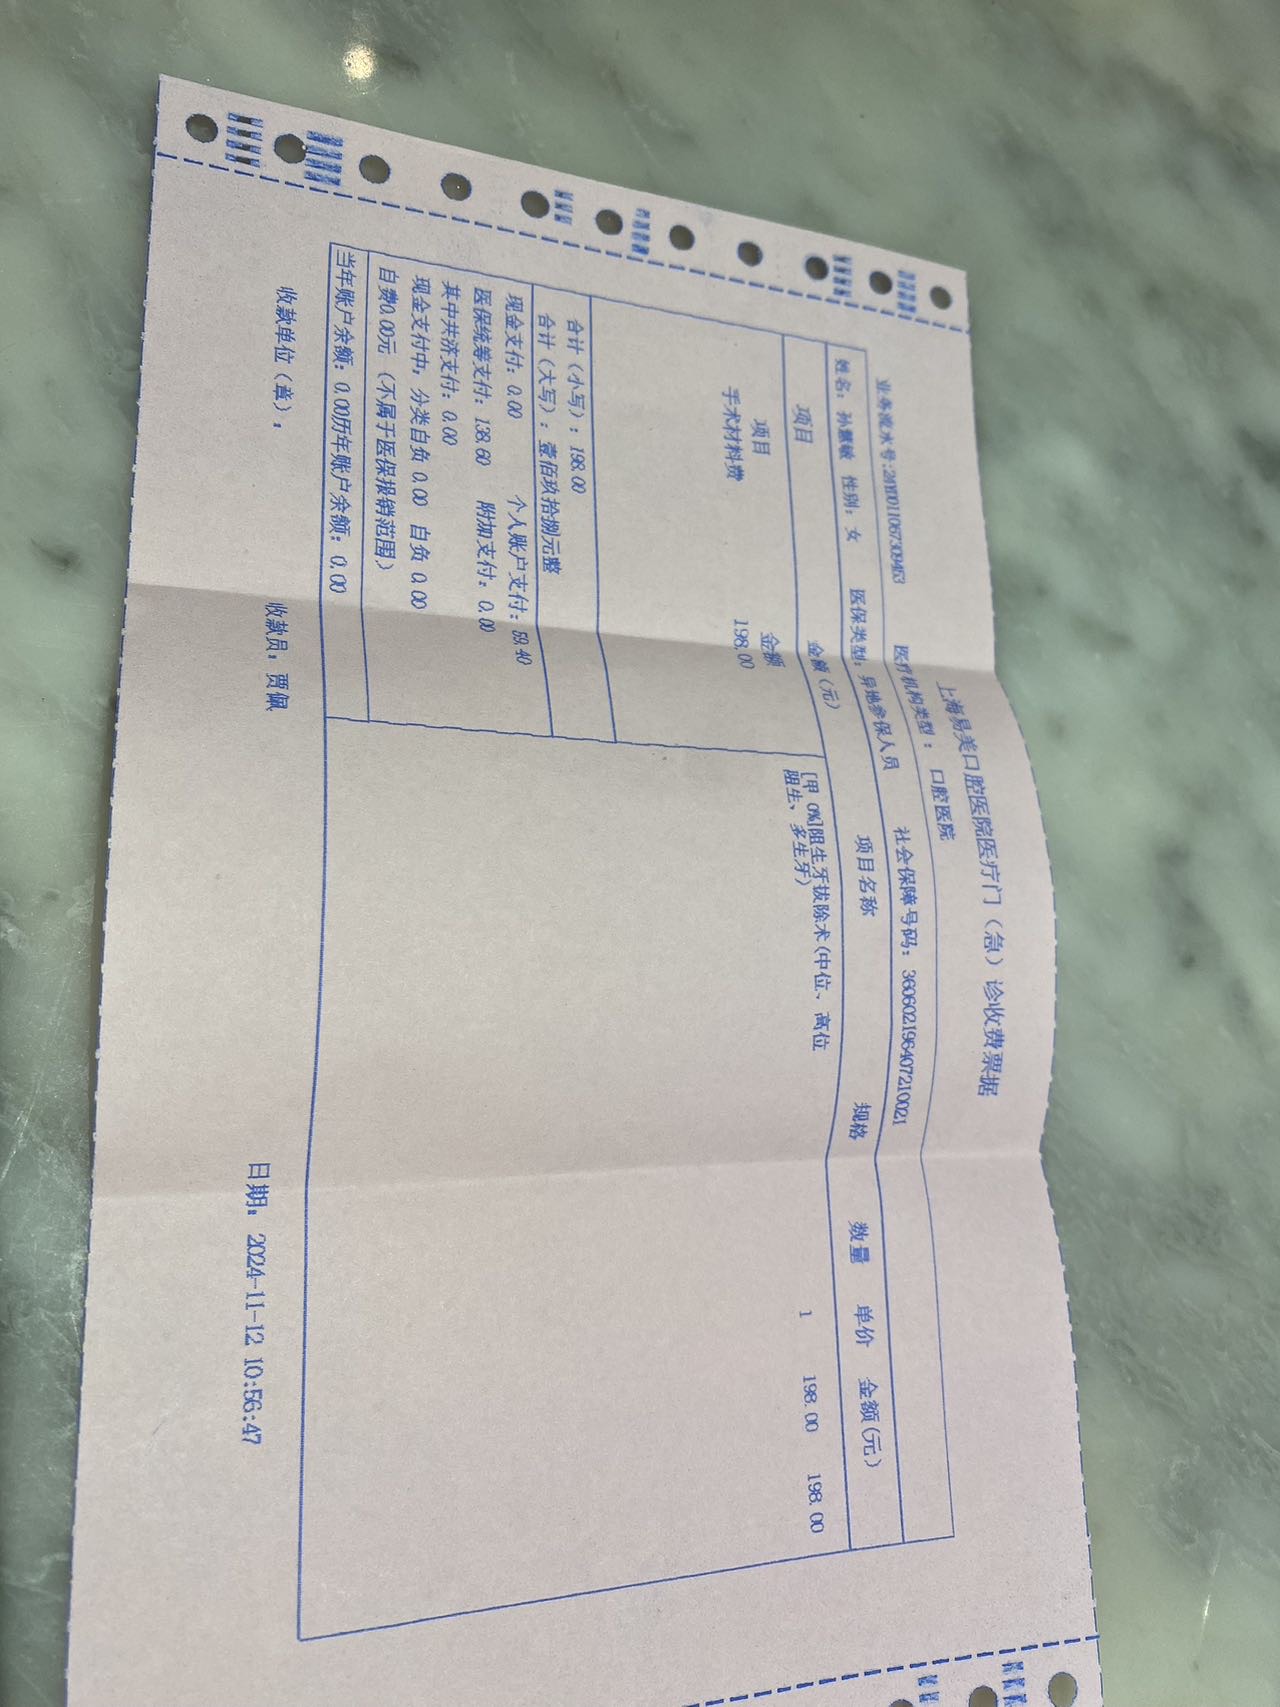 上海易美口腔医院医疗门（急）诊收费票据
业务流水号:241Y0011067309453 医疗机构类型： 口腔医院
姓名：孙慧敏 性别：女 医保类型：异地参保人员 社会保障号码：360602196407210021
项目 金额（元） 项目名称 规格 数量 单价 金额(元)
项目 金额 [甲 0%]阻生牙拔除术(中位、高位 1 198.00 198.00
手术材料费 198.00 阻生、多生牙)
合计（小写）：198.00
合计（大写）：壹佰玖拾捌元整
现金支付：0.00 个人账户支付：59.40
医保统筹支付：138.60 附加支付：0.00
其中共济支付：0.00
现金支付中，分类自负 0.00 自负 0.00
自费0.00元（不属于医保报销范围）
当年账户余额：0.00历年账户余额：0.00
收款单位（章）： 收款员：贾佩 日期：2024-11-12 10:56:47